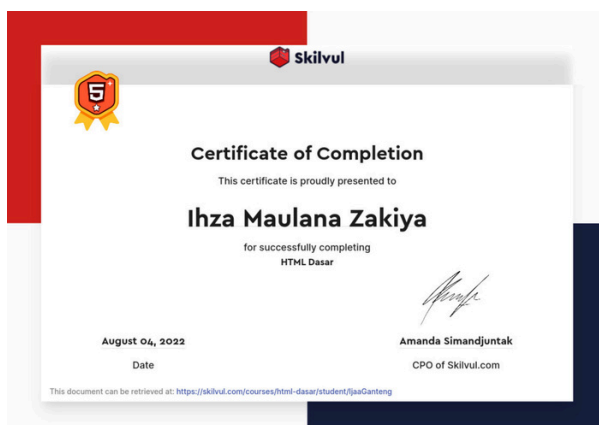 Skilvul
5
Certificate of Completion
This certificate is proudly presented to
Ihza Maulana Zakiya
for successfully completing
HTML Dasar
August 04, 2022
Date
Amanda Simandjuntak
CPO of Skilvul.com
This document can be retrieved at: https://skilvul.com/courses/html-dasar/student/IjaaGanteng